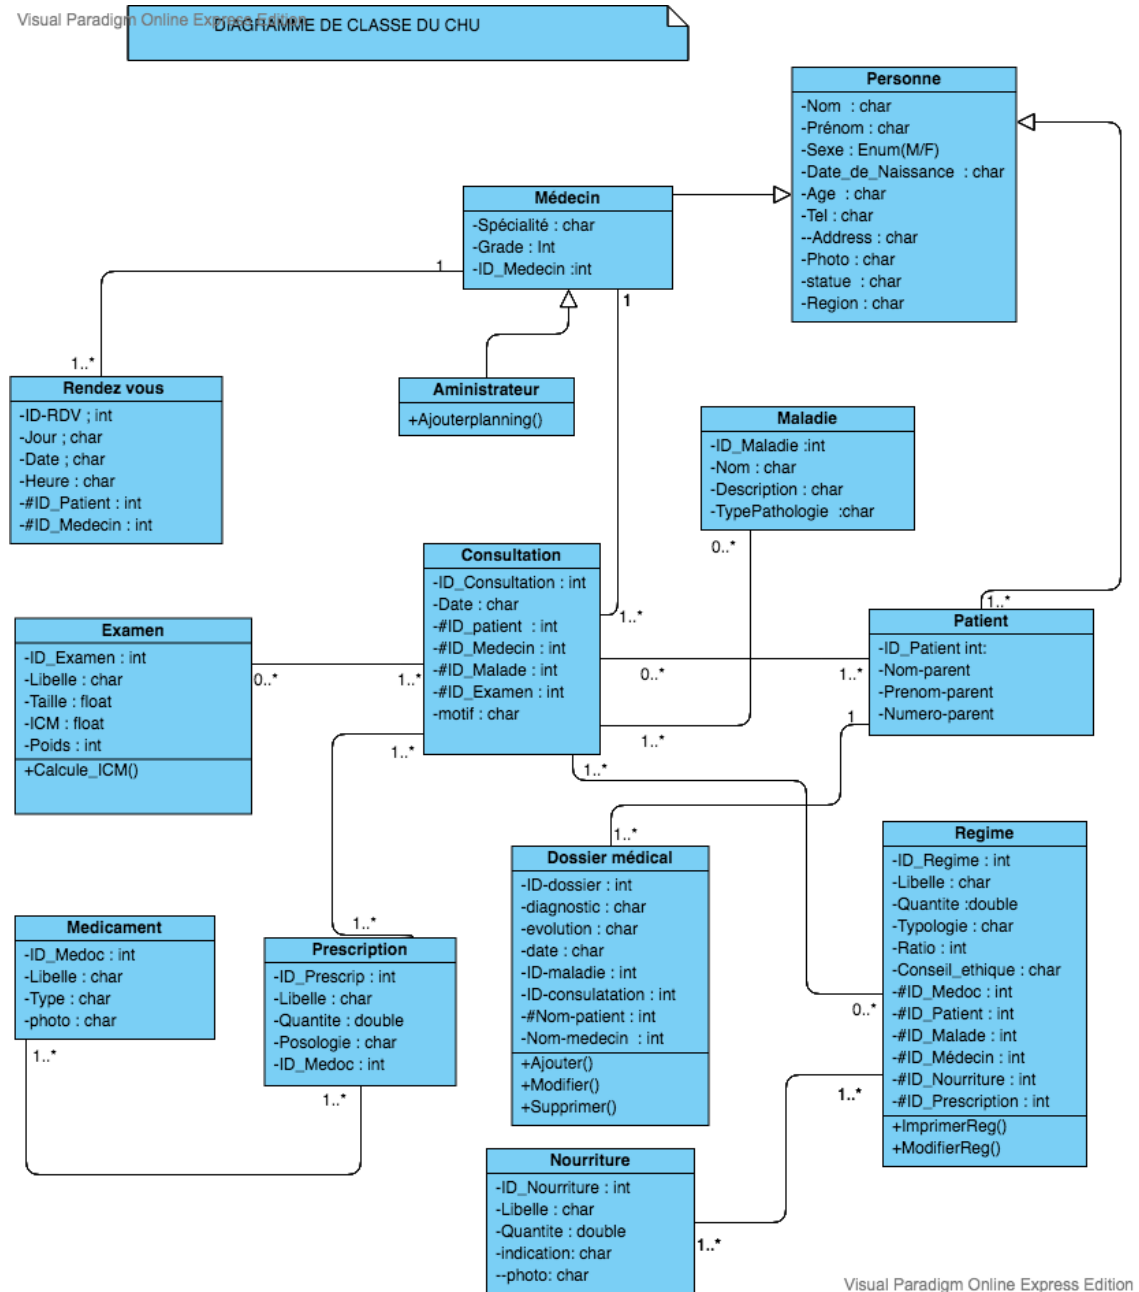 Visual Paradigm Online Express Edition
DIAGRAMME DE CLASSE DU CHU
Personne
-Nom : char
-Prénom : char
-Sexe : Enum(M/F)
-Date_de_Naissance : char
-Age : char
-Tel : char
--Address : char
-Photo : char
-statue : char
-Region : char
Médecin
-Spécialité : char
-Grade : Int
-ID_Medecin :int
1
1
1..*
Rendez vous
-ID-RDV ; int
-Jour ; char
-Date ; char
-Heure : char
-#ID_Patient : int
-#ID_Medecin : int
Aministrateur
+Ajouterplanning()
Maladie
-ID_Maladie :int
-Nom : char
-Description : char
-TypePathologie :char
0..*
Consultation
-ID_Consultation : int
-Date : char
-#ID_patient : int
-#ID_Medecin : int
-#ID_Malade : int
-#ID_Examen : int
-motif : char
1..*
1..*
Patient
-ID_Patient int:
-Nom-parent
-Prenom-parent
-Numero-parent
Examen
-ID_Examen : int
-Libelle : char
-Taille : float
-ICM : float
-Poids : int
+Calcule_ICM()
0..*
1..*
0..*
1..*
1
1..*
1..*
1..*
1..*
Dossier médical
-ID-dossier : int
-diagnostic : char
-evolution : char
-date : char
-ID-maladie : int
-ID-consulatation : int
-#Nom-patient : int
-Nom-medecin : int
+Ajouter()
+Modifier()
+Supprimer()
Regime
-ID_Regime : int
-Libelle : char
-Quantite :double
-Typologie : char
-Ratio : int
-Conseil_ethique : char
-#ID_Medoc : int
-#ID_Patient : int
-#ID_Malade : int
-#ID_Médecin : int
-#ID_Nourriture : int
-#ID_Prescription : int
+ImprimerReg()
+ModifierReg()
0..*
1..*
Medicament
-ID_Medoc : int
-Libelle : char
-Type : char
-photo : char
1..*
1..*
Prescription
-ID_Prescrip : int
-Libelle : char
-Quantite : double
-Posologie : char
-ID_Medoc : int
1..*
Nourriture
-ID_Nourriture : int
-Libelle : char
-Quantite : double
-indication: char
--photo: char
1..*
Visual Paradigm Online Express Edition